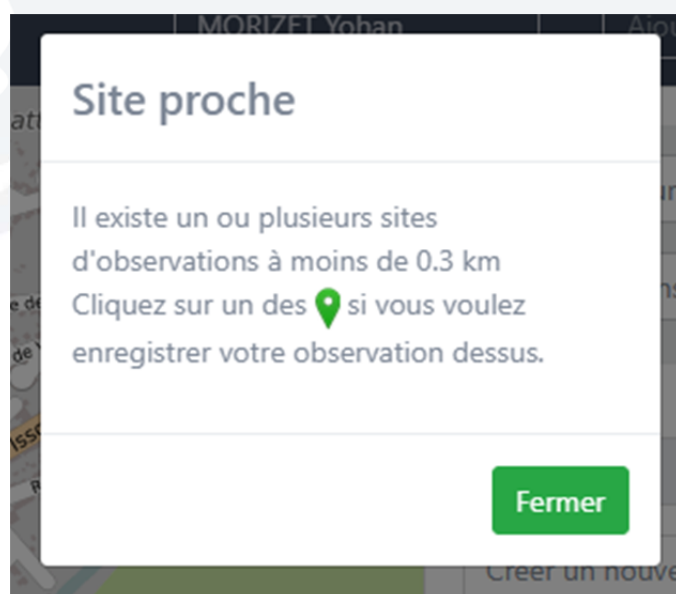 MORIZET Yohan
Site proche
Il existe un ou plusieurs sites
d'observations à moins de 0.3 km
Cliquez sur un des si vous voulez
enregistrer votre observation dessus.
Fermer
Créer un